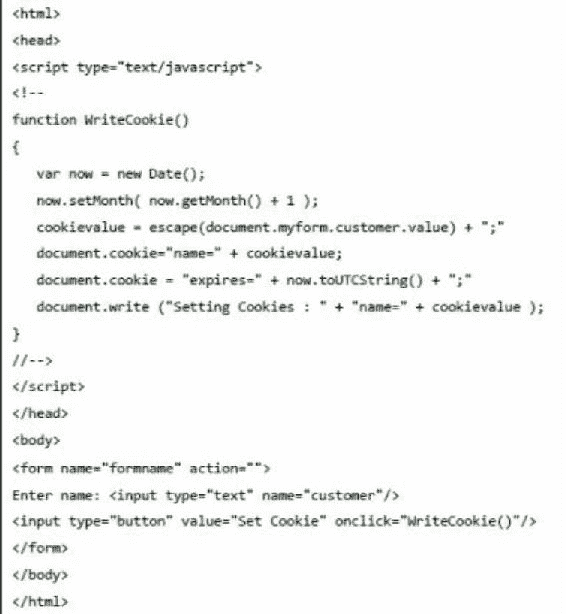 <html>
<head>
<script type="text/javascript">
<!--
function WriteCookie()
{
var now = new Date();
now.setMonth( now.getMonth() + 1 );
cookievalue = escape(document.myform.customer.value) + ";"
document.cookie="name=" + cookievalue;
document.cookie = "expires=" + now.toUTCString() + ";"
document.write ("Setting Cookies : " + "name=" + cookievalue );
}
//-->
</script>
</head>
<body>
<form name="formname" action="">
Enter name: <input type="text" name="customer"/>
<input type="button" value="Set Cookie" onclick="WriteCookie()"/>
</form>
</body>
</html>